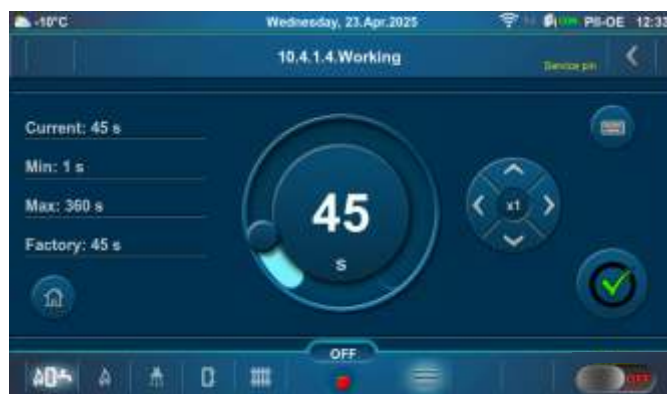 -10°C Wednesday, 23.Apr.2025 PII-OE 12:33
10.4.1.4.Working
Service pin
Current: 45 s
Min: 1 s
Max: 360 s
Factory: 45 s
45
s
x1
OFF
OFF